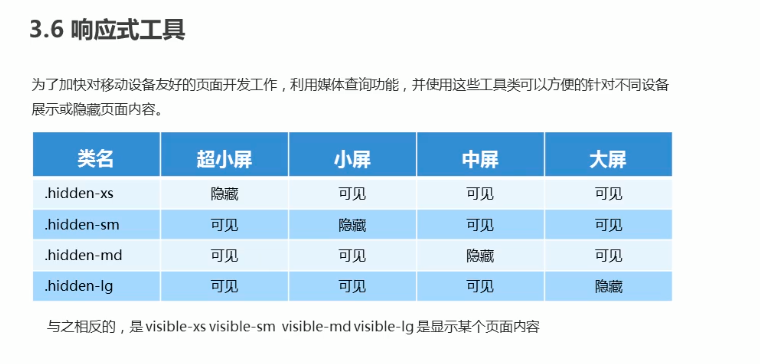 3.6 响应式工具
为了加快对移动设备友好的页面开发工作，利用媒体查询功能，并使用这些工具类可以方便的针对不同设备
展示或隐藏页面内容。
类名 超小屏 小屏 中屏 大屏
.hidden-xs 隐藏 可见 可见 可见
.hidden-sm 可见 隐藏 可见 可见
.hidden-md 可见 可见 隐藏 可见
.hidden-lg 可见 可见 可见 隐藏
与之相反的，是 visible-xs visible-sm visible-md visible-lg 是显示某个页面内容